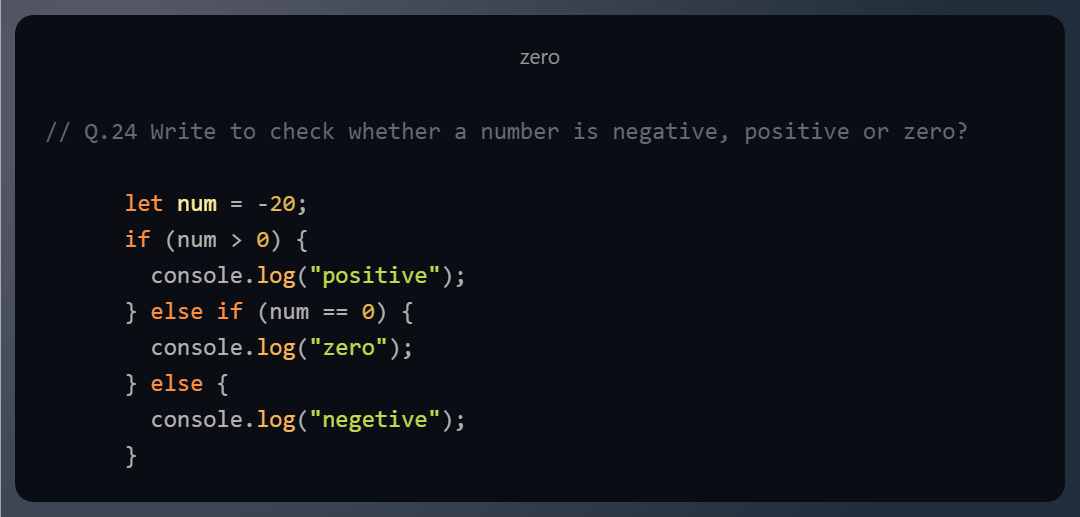 zero
// Q.24 Write to check whether a number is negative, positive or zero?
let num = -20;
if (num > 0) {
console.log("positive");
} else if (num == 0) {
console.log("zero");
} else {
console.log("negetive");
}